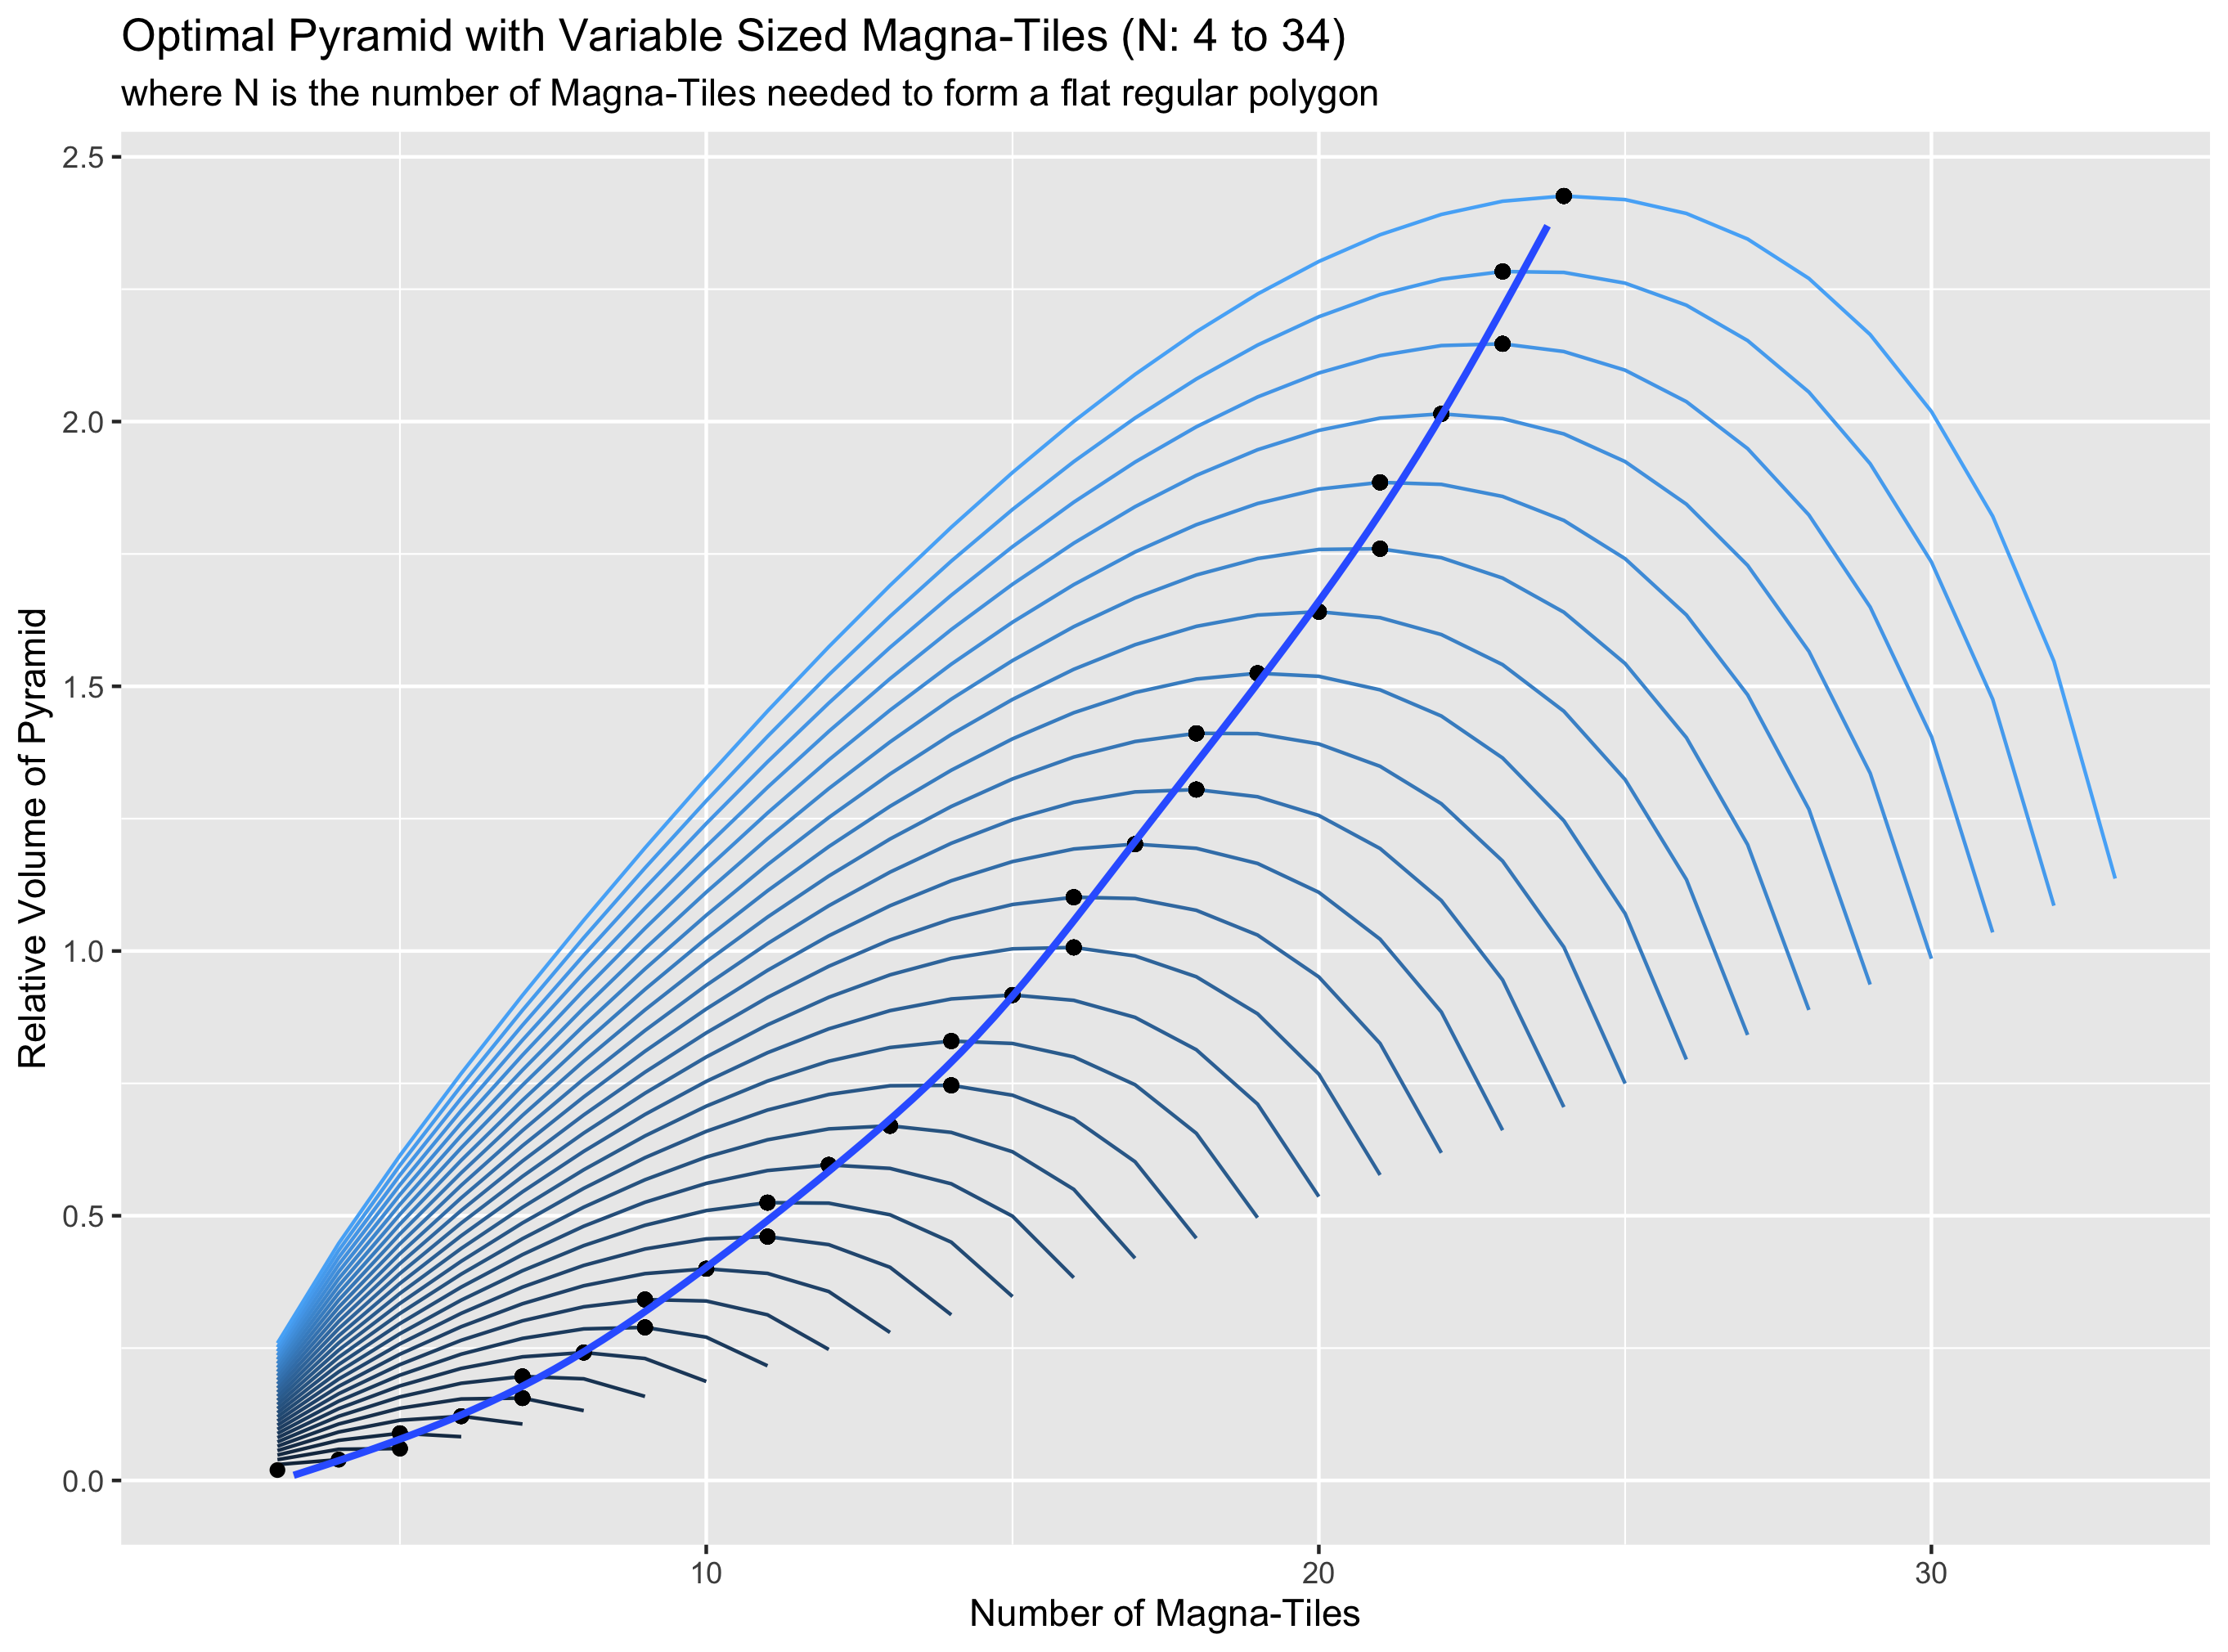 Optimal Pyramid with Variable Sized Magna-Tiles (N: 4 to 34)
where N is the number of Magna-Tiles needed to form a flat regular polygon
2.5
2.0
1.5
1.0
0.5
0.0
Relative Volume of Pyramid
10
20
30
Number of Magna-Tiles